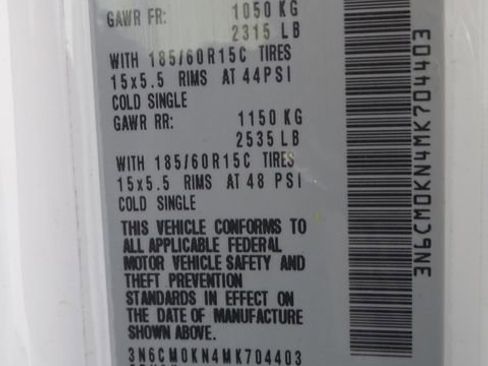 GAWR FR: 1050 KG
2315 LB
WITH 185/60R15C TIRES
15x5.5 RIMS AT 44PSI
COLD SINGLE
GAWR RR: 1150 KG
2535 LB
WITH 185/60R15C TIRES
15x5.5 RIMS AT 48 PSI
COLD SINGLE
THIS VEHICLE CONFORMS TO
ALL APPLICABLE FEDERAL
MOTOR VEHICLE SAFETY AND
THEFT PREVENTION
STANDARDS IN EFFECT ON
THE DATE OF MANUFACTURE
SHOWN ABOVE.
3N6CM0KN4MK704403
3N6CM0KN4MK704403